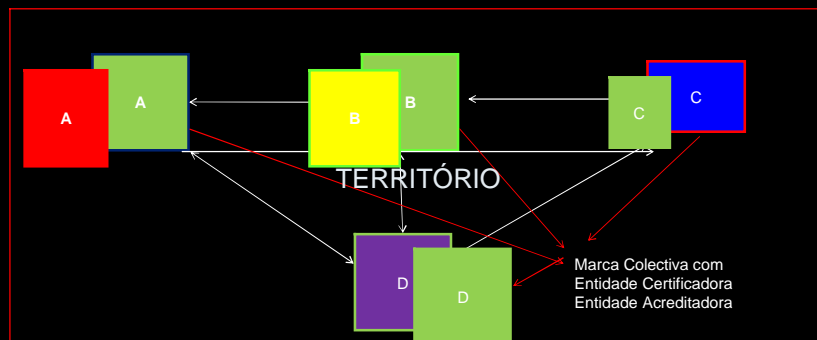 A
A
B
B
C
C
TERRITÓRIO
D
D
Marca Colectiva com
Entidade Certificadora
Entidade Acreditadora